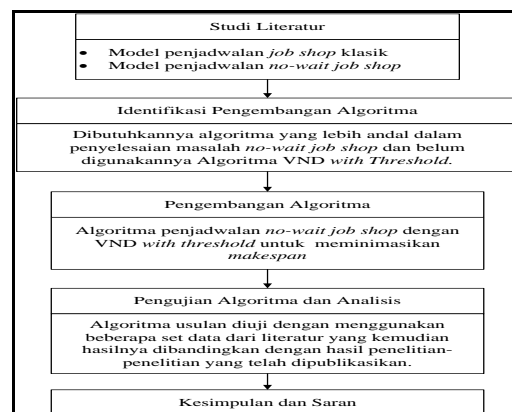 Studi Literatur
• Model penjadwalan job shop klasik
• Model penjadwalan no-wait job shop
Identifikasi Pengembangan Algoritma
Dibutuhkannya algoritma yang lebih andal dalam
penyelesaian masalah no-wait job shop dan belum
digunakannya Algoritma VND with Threshold.
Pengembangan Algoritma
Algoritma penjadwalan no-wait job shop dengan
VND with threshold untuk meminimasikan
makespan
Pengujian Algoritma dan Analisis
Algoritma usulan diuji dengan menggunakan
beberapa set data dari literatur yang kemudian
hasilnya dibandingkan dengan hasil penelitian-
penelitian yang telah dipublikasikan.
Kesimpulan dan Saran